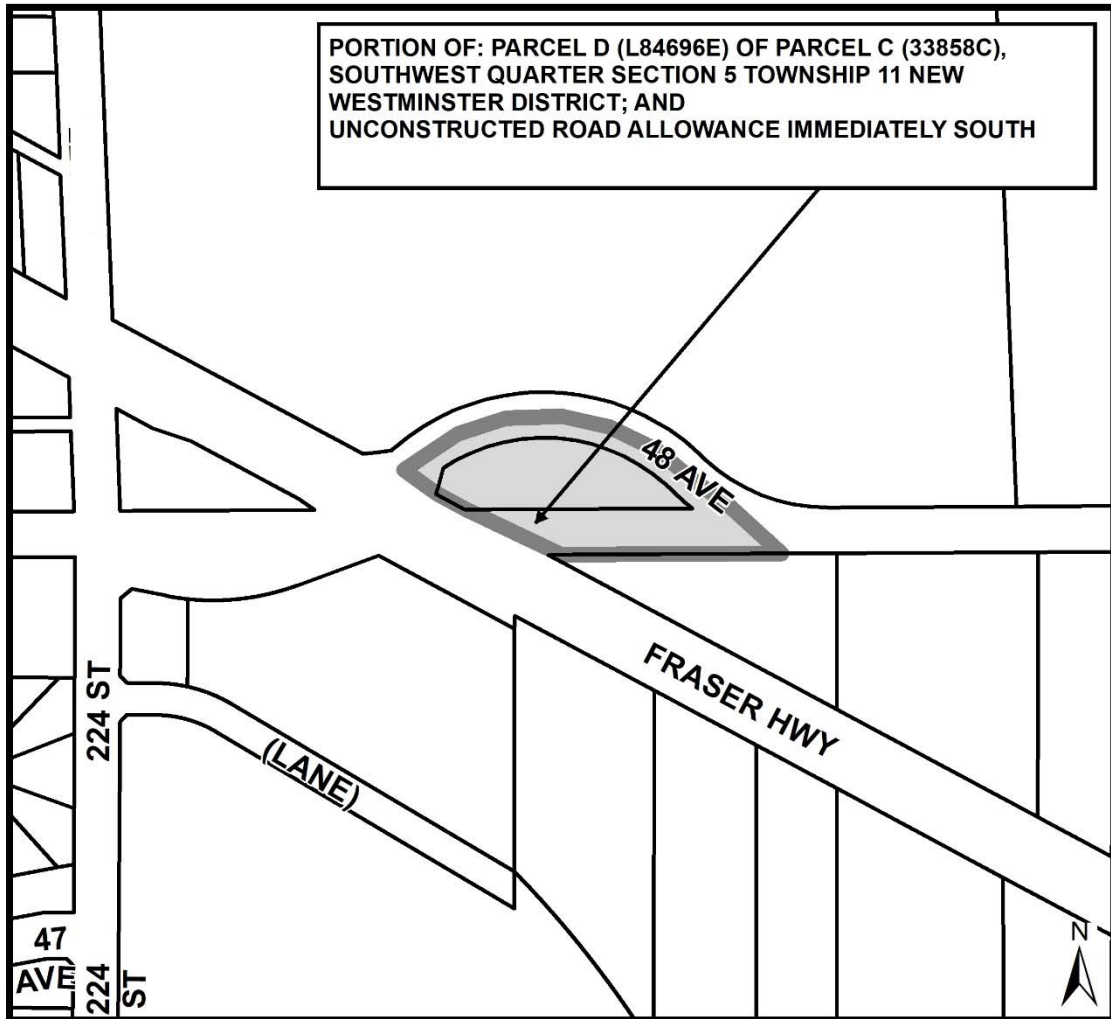 PORTION OF: PARCEL D (L84696E) OF PARCEL C (33858C),
SOUTHWEST QUARTER SECTION 5 TOWNSHIP 11 NEW
WESTMINSTER DISTRICT; AND
UNCONSTRUCTED ROAD ALLOWANCE IMMEDIATELY SOUTH
48 AVE
FRASER HWY
224 ST
(LANE)
47
AVE
224
ST
N